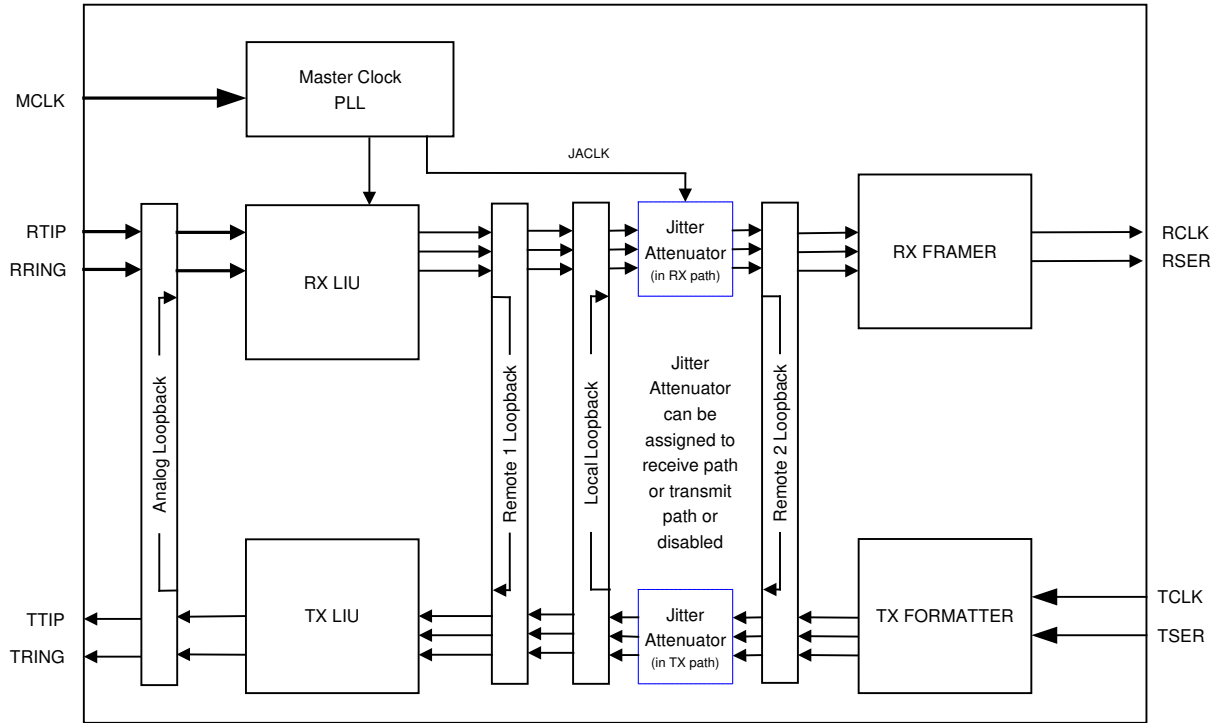 MCLK
Master Clock
PLL
JACLK
RTIP
RRING
RX LIU
Jitter
Attenuator
(in RX path)
RX FRAMER
RCLK
RSER
Analog Loopback
Remote 1 Loopback
Local Loopback
Jitter
Attenuator
can be
assigned to
receive path
or transmit
path or
disabled
Remote 2 Loopback
TTIP
TRING
TX LIU
Jitter
Attenuator
(in TX path)
TX FORMATTER
TCLK
TSER